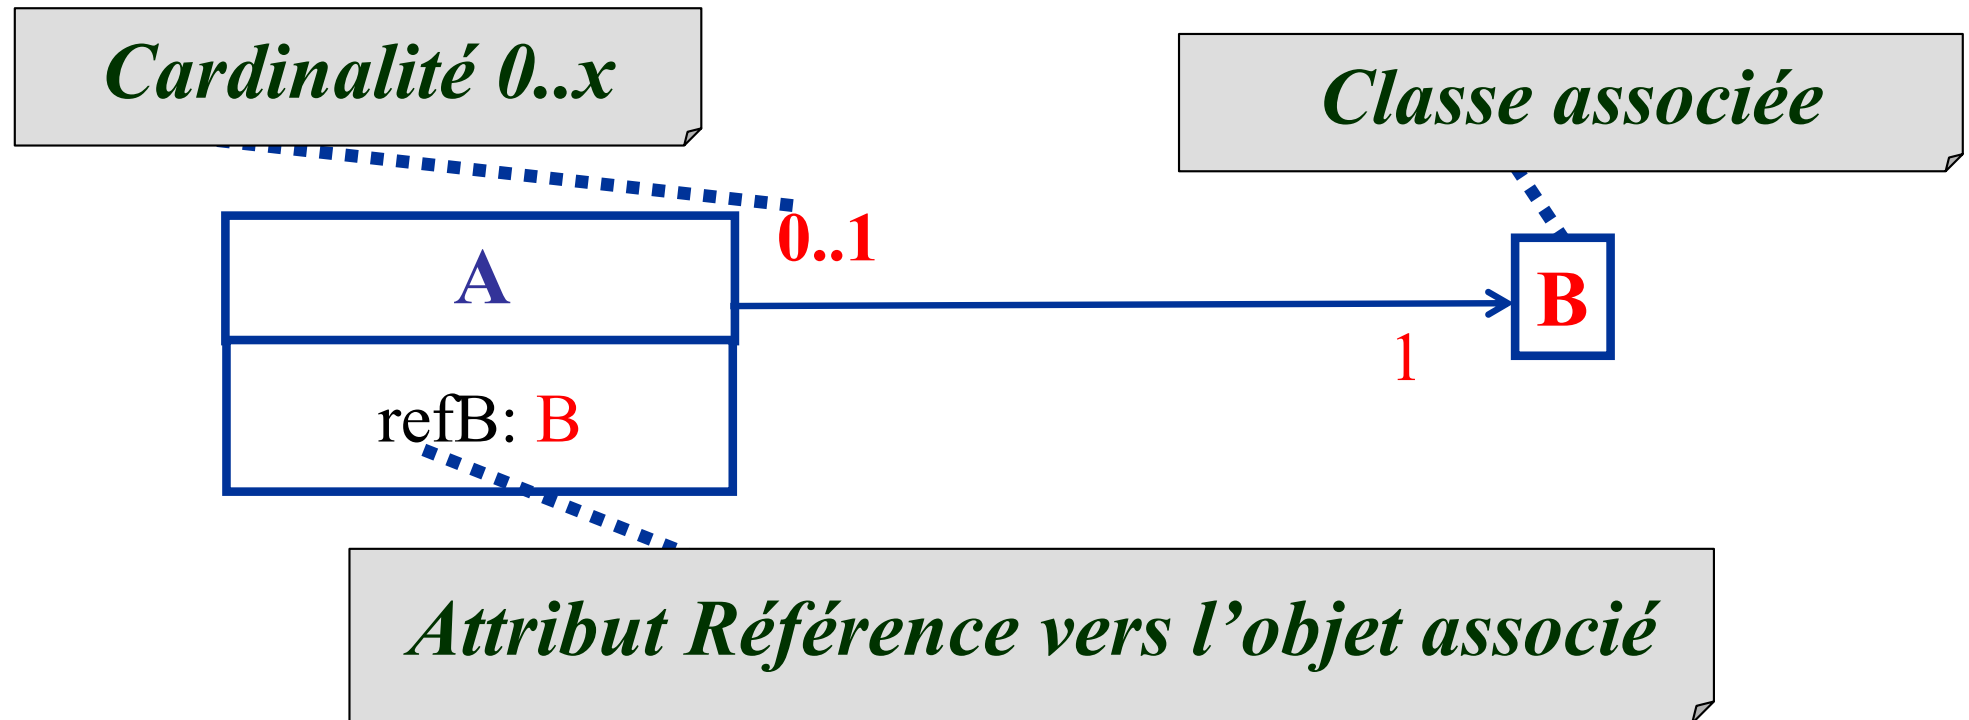 Cardinalité 0..x
Classe associée
0..1
A
B
1
refB: B
Attribut Référence vers l’objet associé